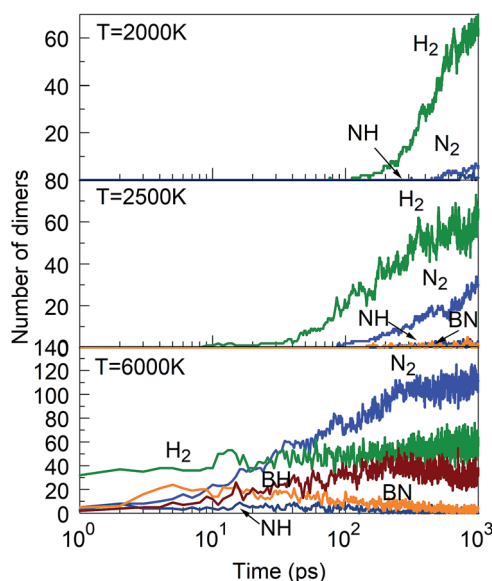 T=2000K
H2
NH
N2
60
40
20
80
T=2500K
H2
N2
NH
BN
60
40
20
140
T=6000K
N2
H2
BH
BN
NH
120
100
80
60
40
20
0
10^0
10^1
10^2
10^3
Time (ps)
Number of dimers